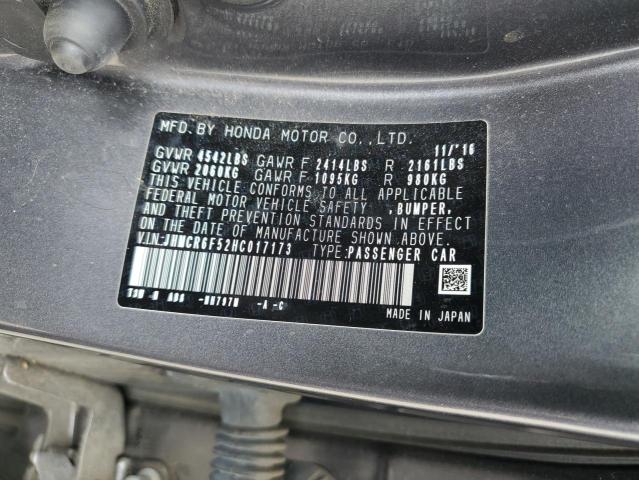 MFD. BY HONDA MOTOR CO.,LTD. 11/'16
GVWR 4542LBS GAWR F 2414LBS R 2161LBS
GVWR 2060KG GAWR F 1095KG R 980KG
THIS VEHICLE CONFORMS TO ALL APPLICABLE
FEDERAL MOTOR VEHICLE SAFETY ,BUMPER,
AND THEFT PREVENTION STANDARDS IN EFFECT
ON THE DATE OF MANUFACTURE SHOWN ABOVE.
V.I.N: JHMCR6F52HC017173 TYPE: PASSENGER CAR
-NH797M -A -C
MADE IN JAPAN